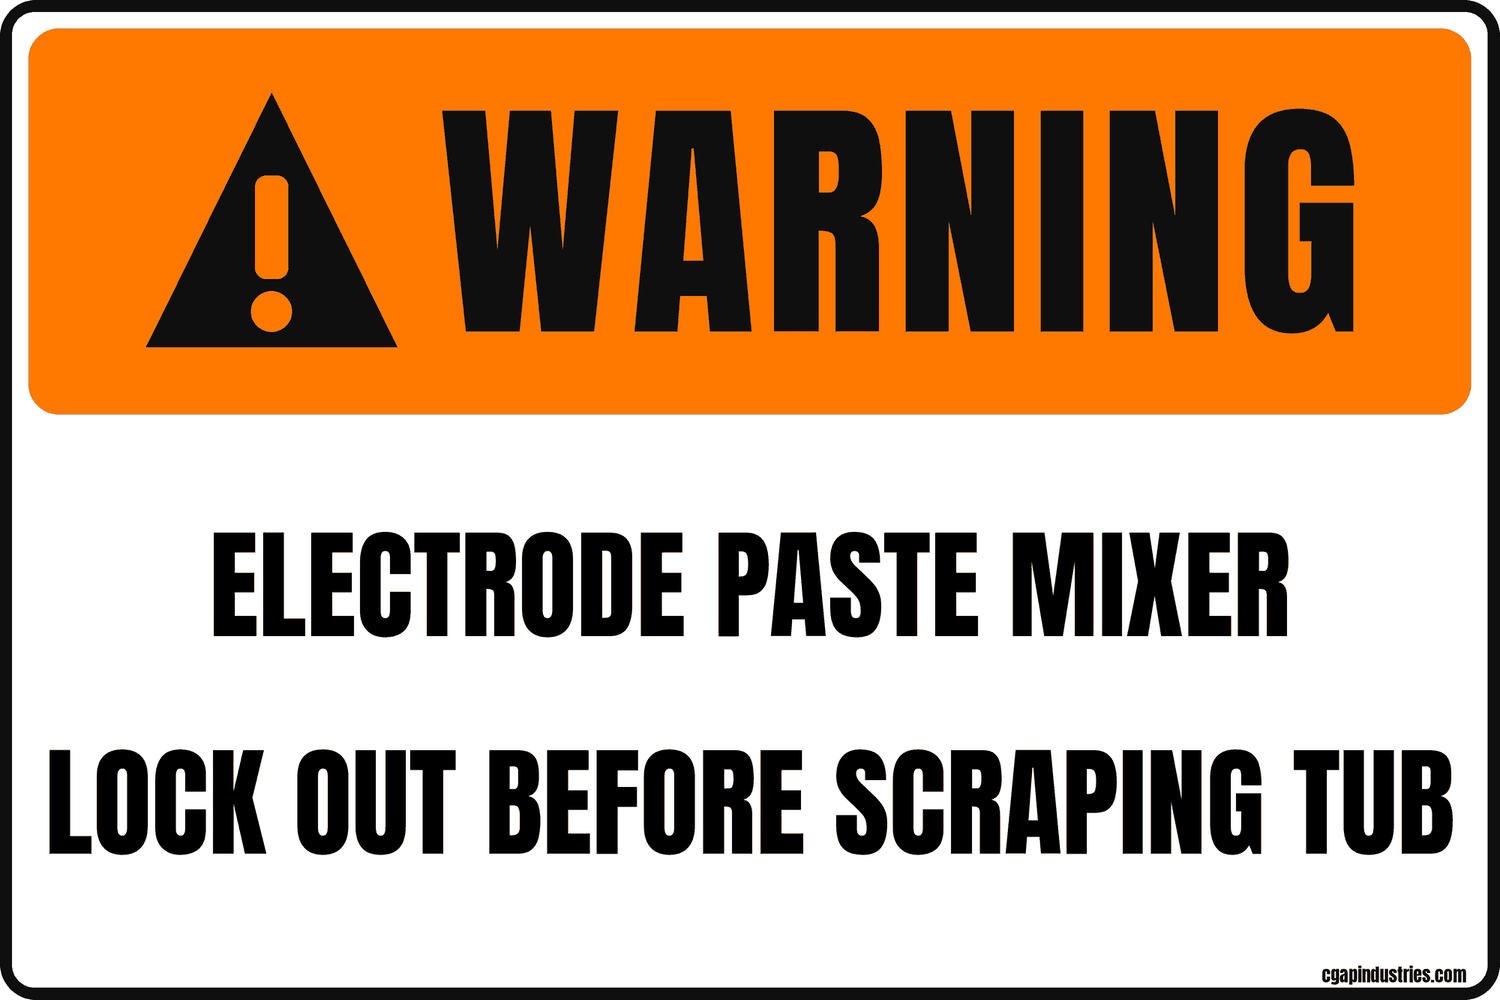 WARNING
ELECTRODE PASTE MIXER
LOCK OUT BEFORE SCRAPING TUB
cgapindustries.com